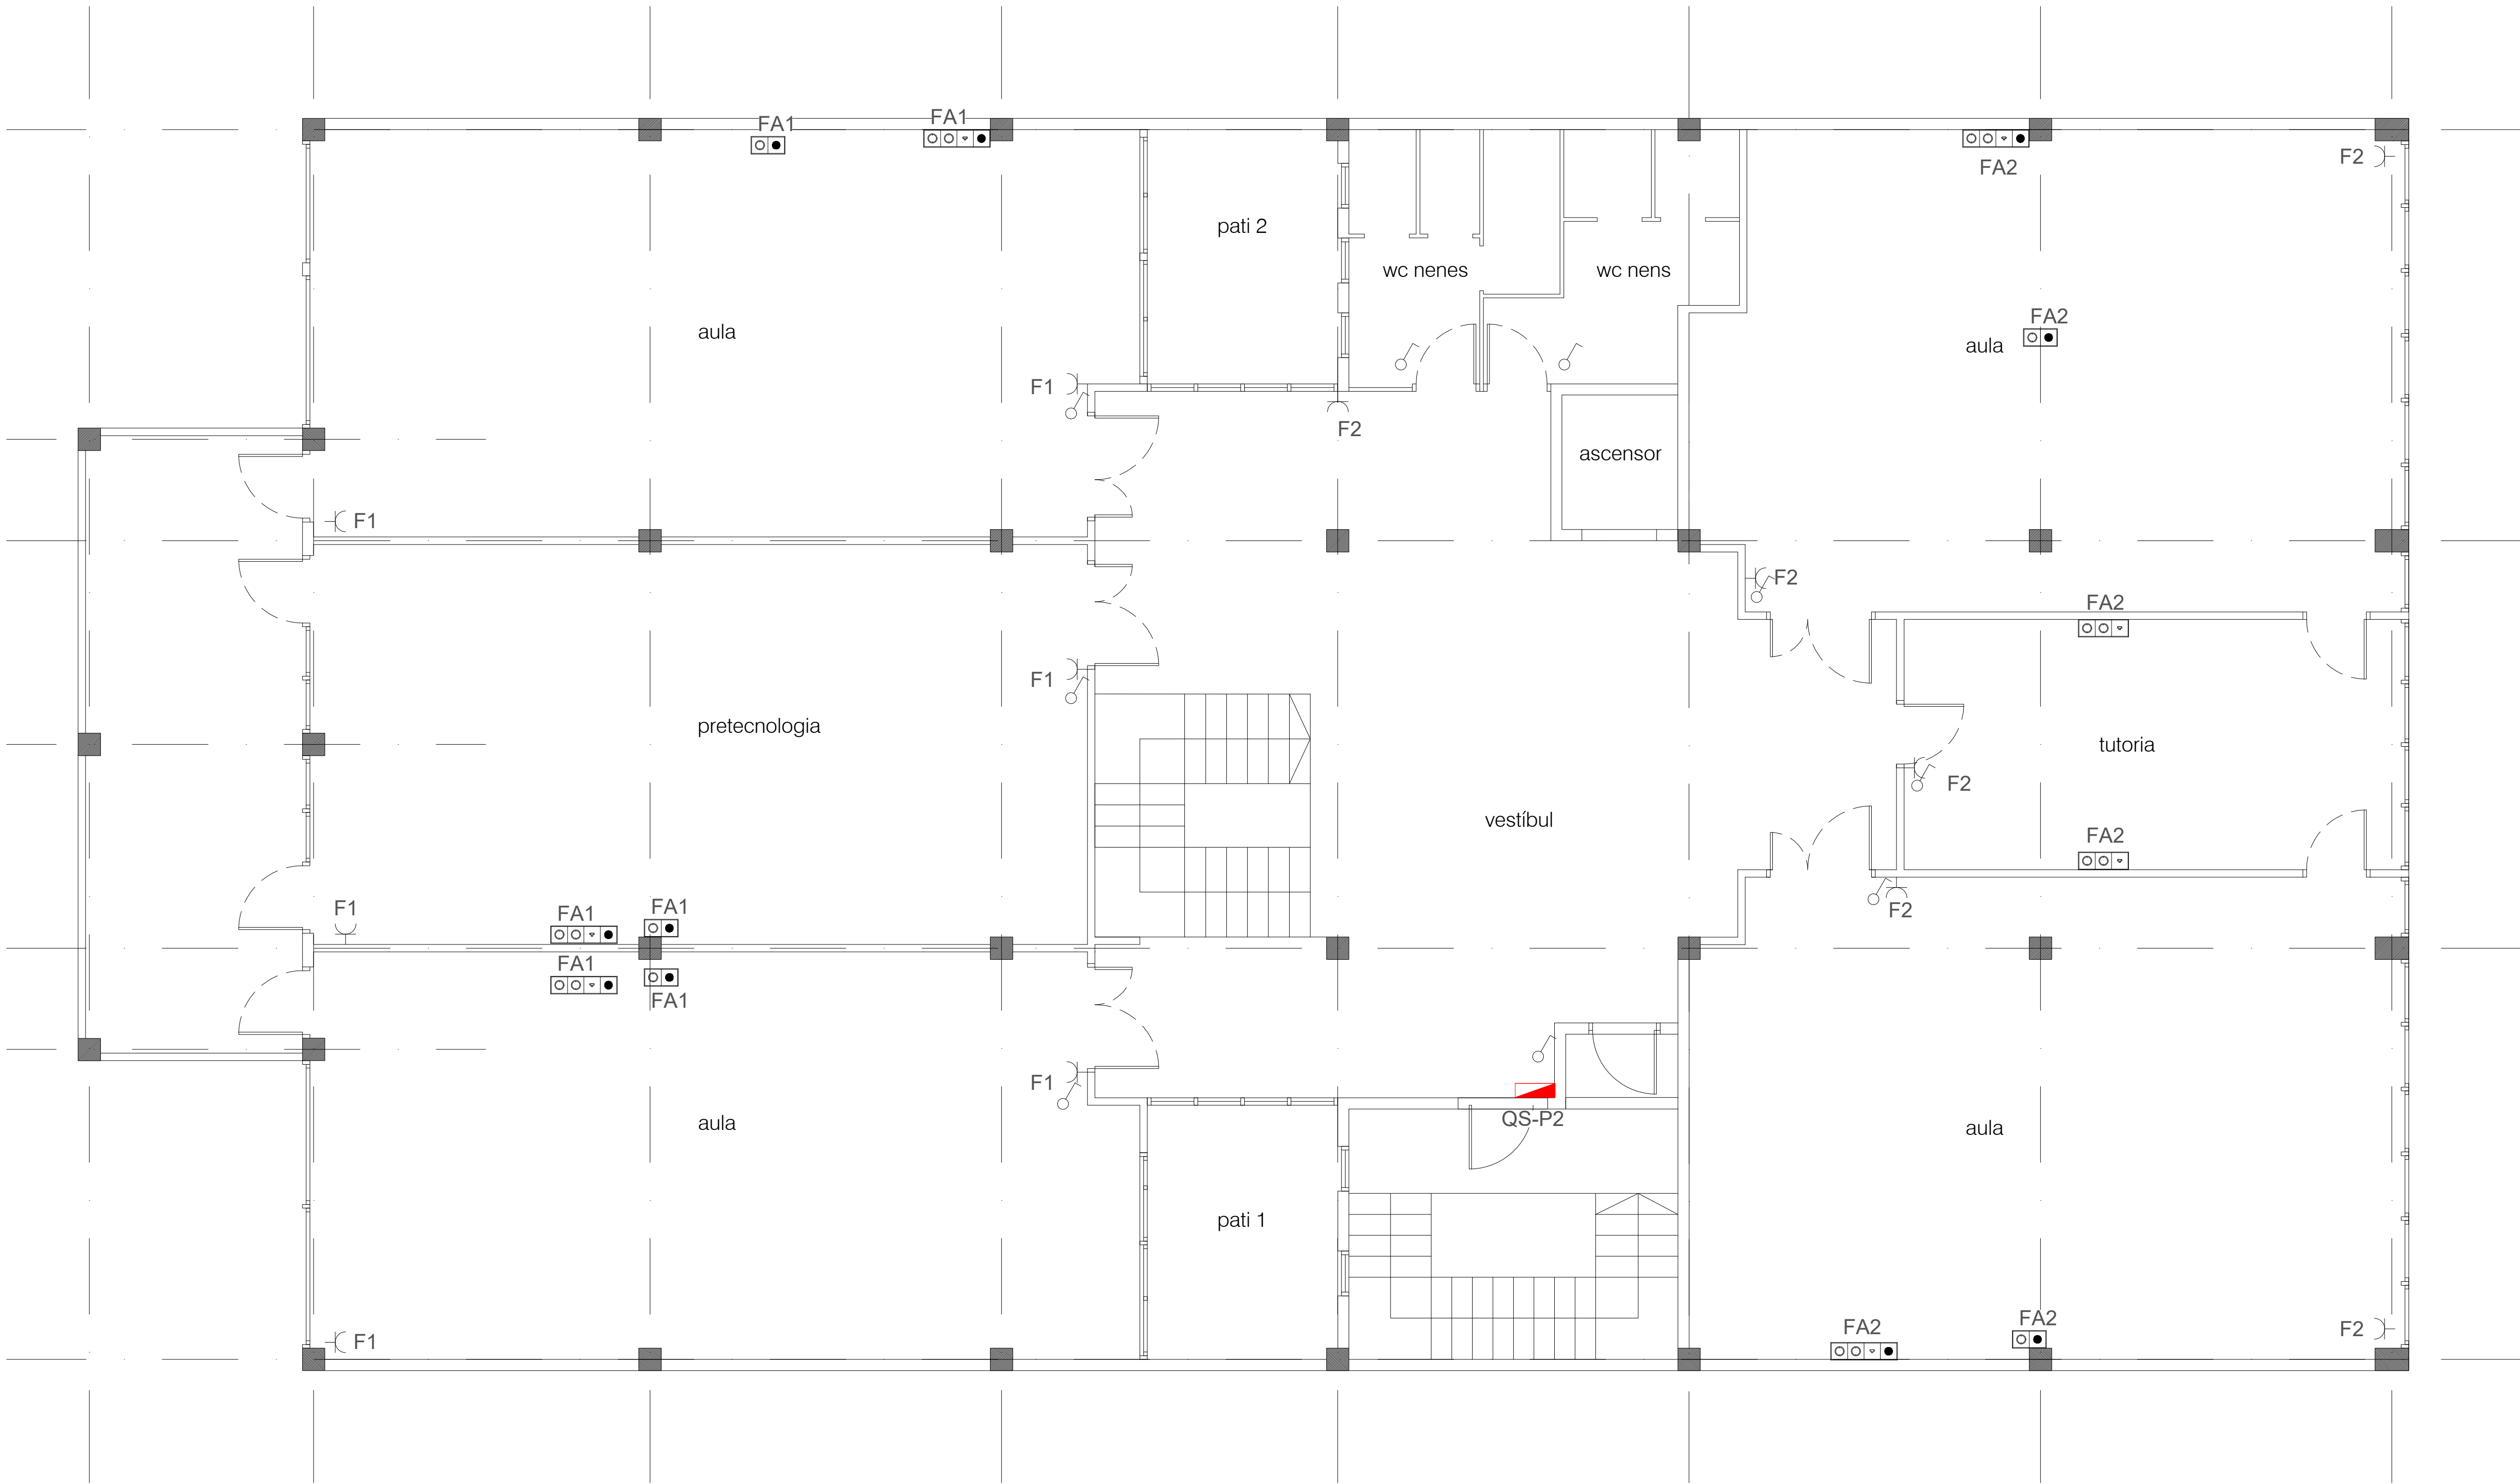 FA1
FA1
FA2
F2
pati 2
wc nenes
wc nens
FA2
aula
aula
F1
F2
ascensor
F1
F2
FA2
F1
pretecnologia
tutoria
F2
vestíbul
FA2
F1
FA1
FA1
F2
FA1
FA1
F1
QS-P2
aula
aula
pati 1
FA2
FA2
F1
F2